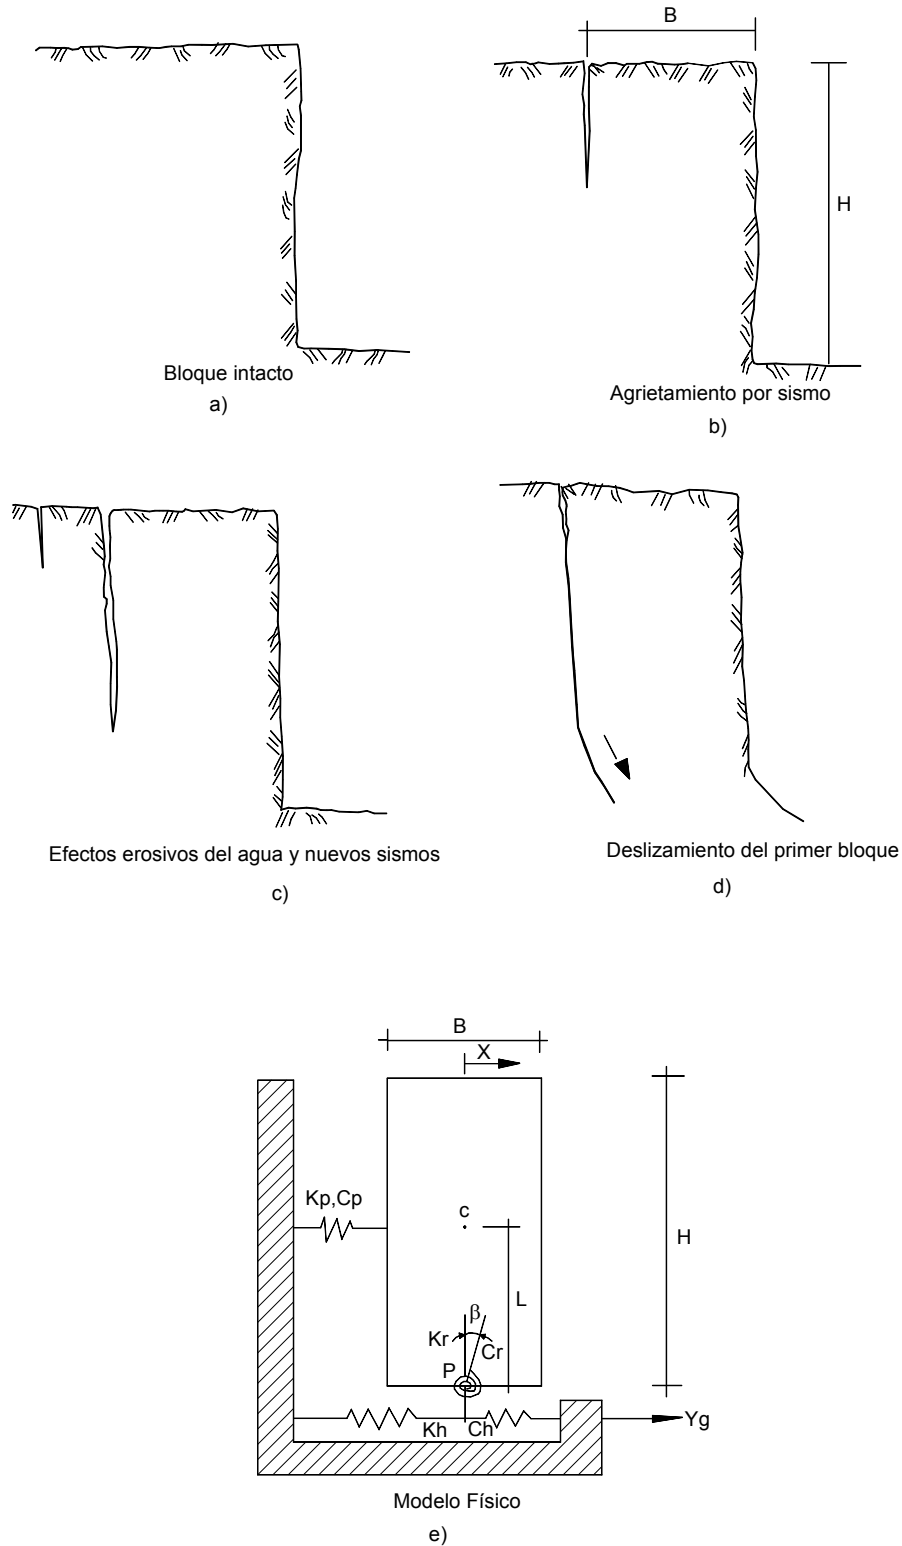 B
H
Bloque intacto
a)
Agrietamiento por sismo
b)
Efectos erosivos del agua y nuevos sismos
c)
Deslizamiento del primer bloque
d)
B
X
Kp,Cp
c
H
L
β
Kr
Cr
P
Kh
Ch
Yg
Modelo Físico
e)